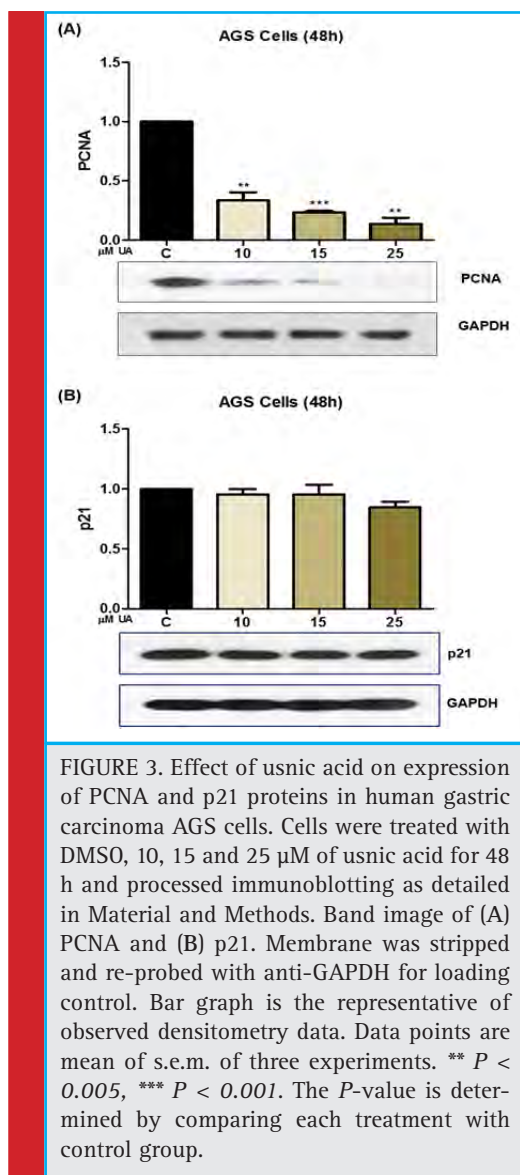 (A)
AGS Cells (48h)
1.5
1.0
0.5
0.0
PCNA
** *** **
µM UA C 10 15 25
PCNA
GAPDH
(B)
AGS Cells (48h)
1.5
1.0
0.5
0.0
p21
µM UA C 10 15 25
p21
GAPDH
FIGURE 3. Effect of usnic acid on expression
of PCNA and p21 proteins in human gastric
carcinoma AGS cells. Cells were treated with
DMSO, 10, 15 and 25 µM of usnic acid for 48
h and processed immunoblotting as detailed
in Material and Methods. Band image of (A)
PCNA and (B) p21. Membrane was stripped
and re-probed with anti-GAPDH for loading
control. Bar graph is the representative of
observed densitometry data. Data points are
mean of s.e.m. of three experiments. ** P <
0.005, *** P < 0.001. The P-value is deter-
mined by comparing each treatment with
control group.